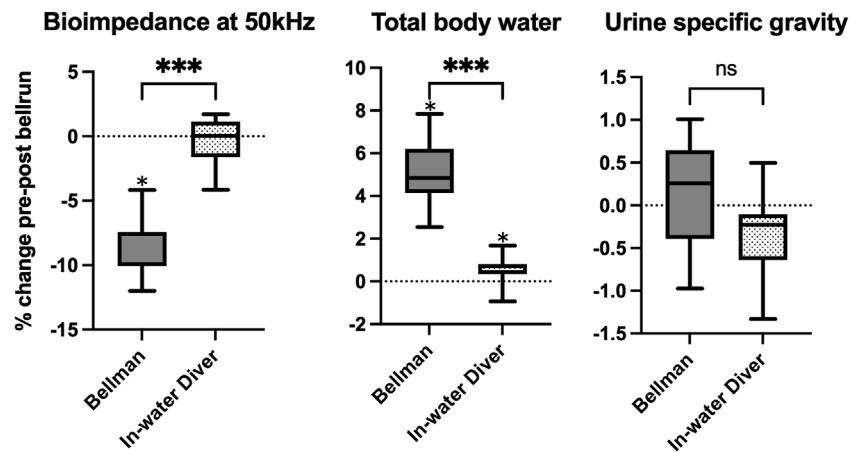 Bioimpedance at 50kHz
Total body water
Urine specific gravity
% change pre-post bellrun
5
0
-5
-10
-15
***
*
Bellman
In-water Diver
10
8
6
4
2
0
-2
***
*
*
Bellman
In-water Diver
1.5
1.0
0.5
0.0
-0.5
-1.0
-1.5
ns
Bellman
In-water Diver